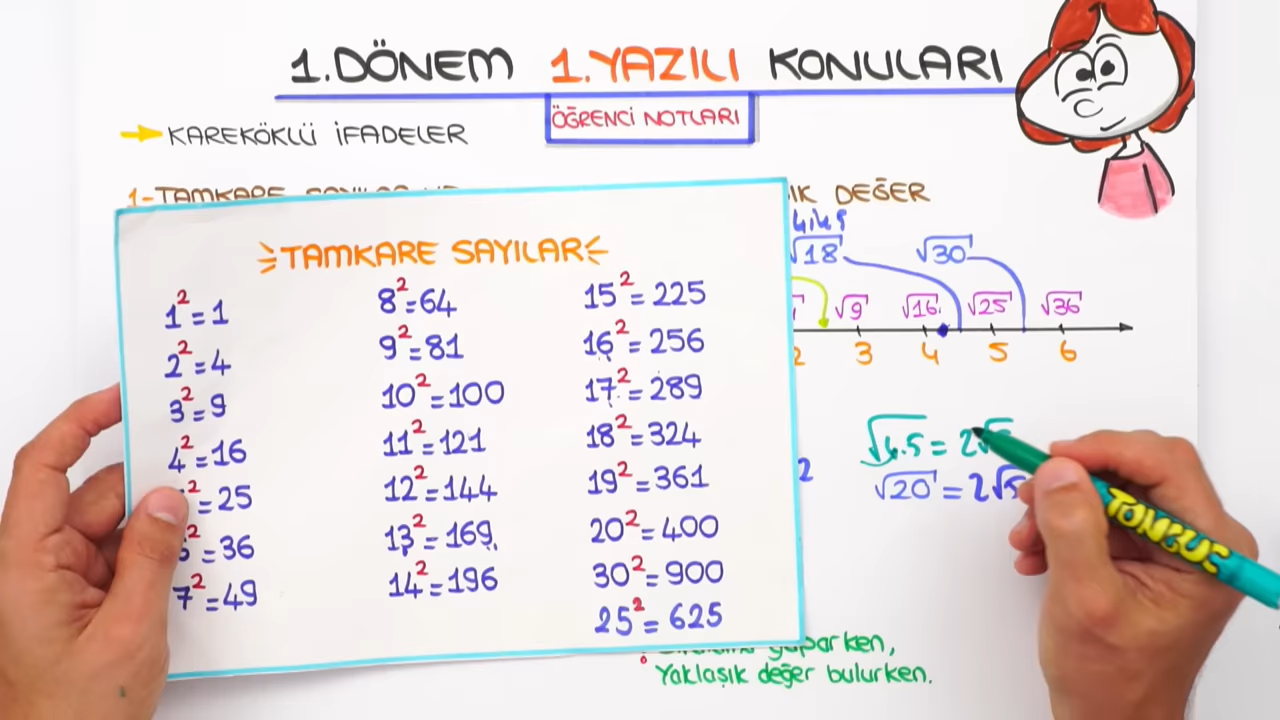 1.DÖNEM 1.YAZILI KONULARI
ÖĞRENCİ NOTLARI
KAREKÖKLÜ İFADELER
1-TAMKARE
DEĞER
TAMKARE SAYILAR
1²=1
2²=4
3²=9
4²=16
²=25
²=36
7²=49
8²=64
9²=81
10²=100
11²=121
12²=144
13²=169
14²=196
15²=225
16²=256
17²=289
18²=324
19²=361
20²=400
30²=900
25²=625
√18 √30
√9 √16 √25 √36
2 3 4 5 6
√4.5=2√
√20=2√5
2
yaparken,
Yaklaşık değer bulurken.
TONGUÇ